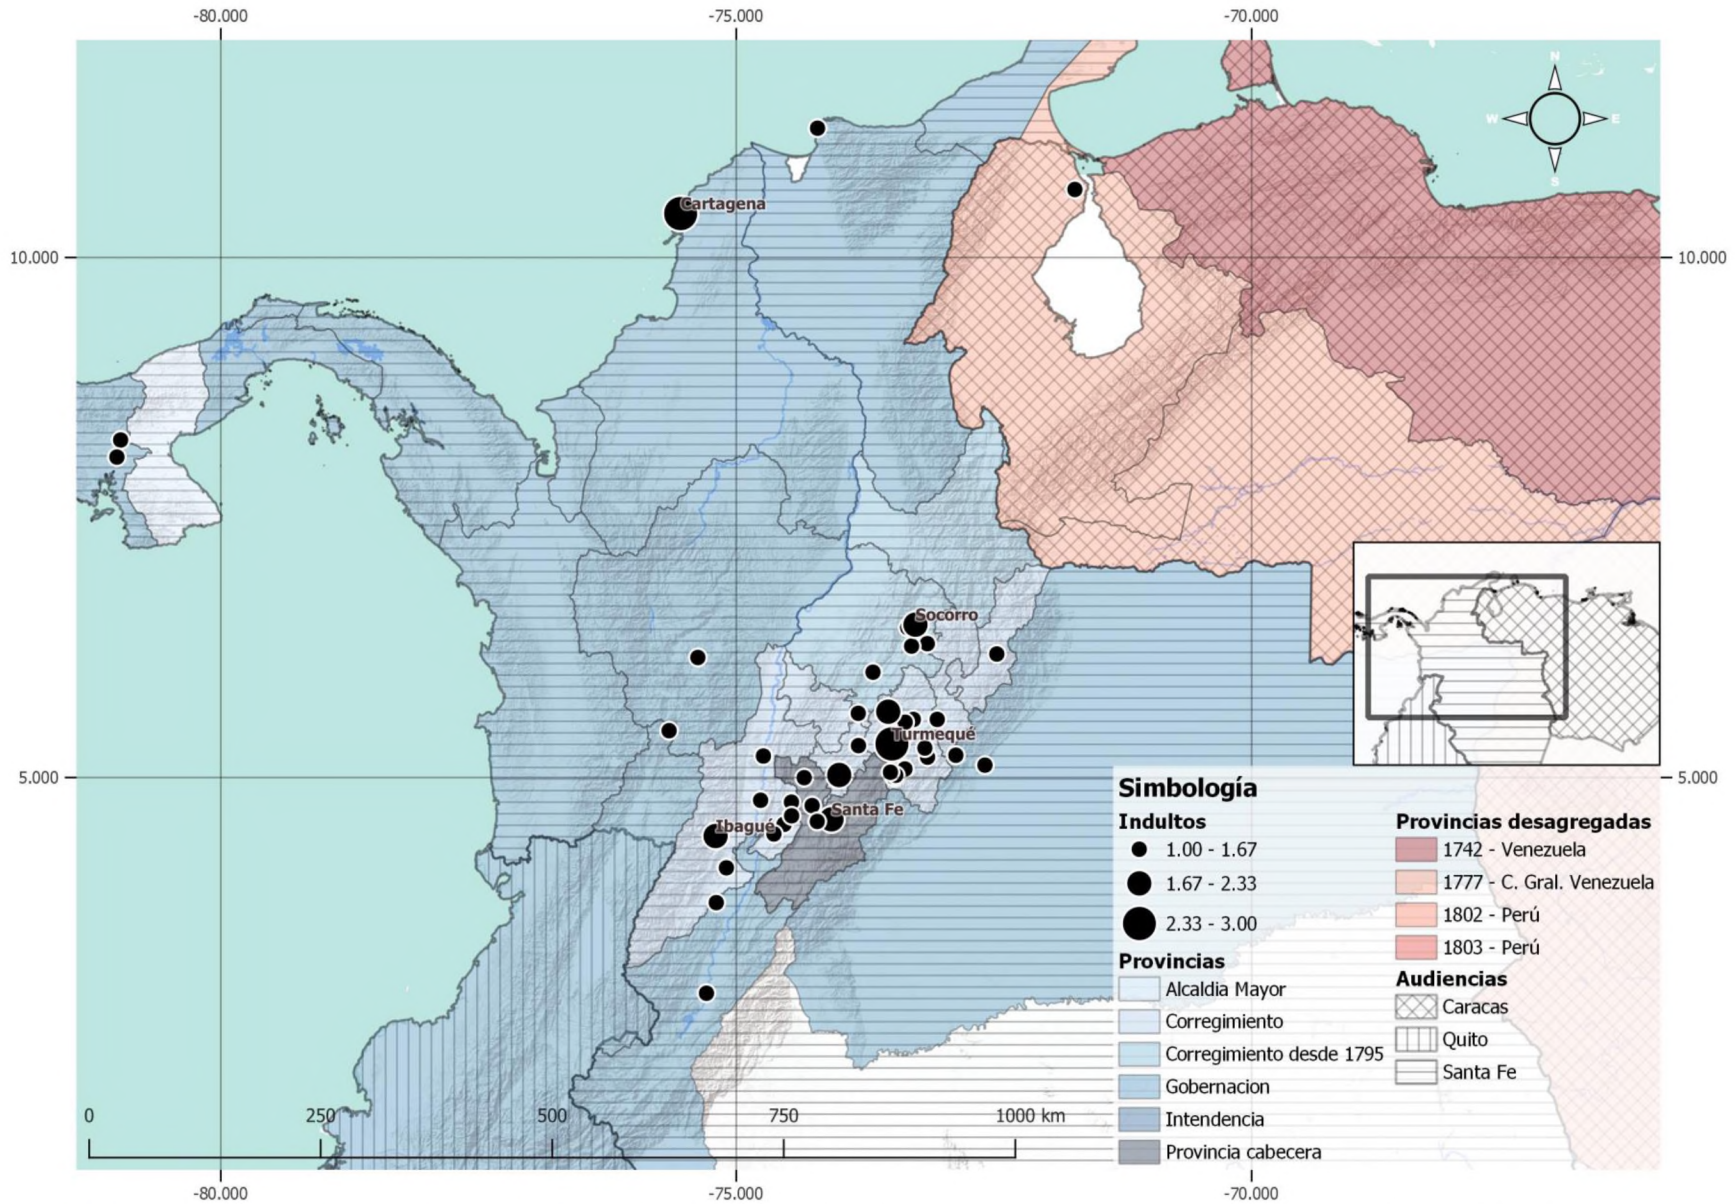 -80.000 -75.000 -70.000
N
W E
S
Cartagena
10.000 10.000
Socorro
Turmequé
5.000 5.000
Santa Fe
Ibagué
Simbología
Indultos
1.00 - 1.67
1.67 - 2.33
2.33 - 3.00
Provincias
Alcaldia Mayor
Corregimiento
Corregimiento desde 1795
Gobernacion
Intendencia
Provincia cabecera
Provincias desagregadas
1742 - Venezuela
1777 - C. Gral. Venezuela
1802 - Perú
1803 - Perú
Audiencias
Caracas
Quito
Santa Fe
0 250 500 750 1000 km
-80.000 -75.000 -70.000